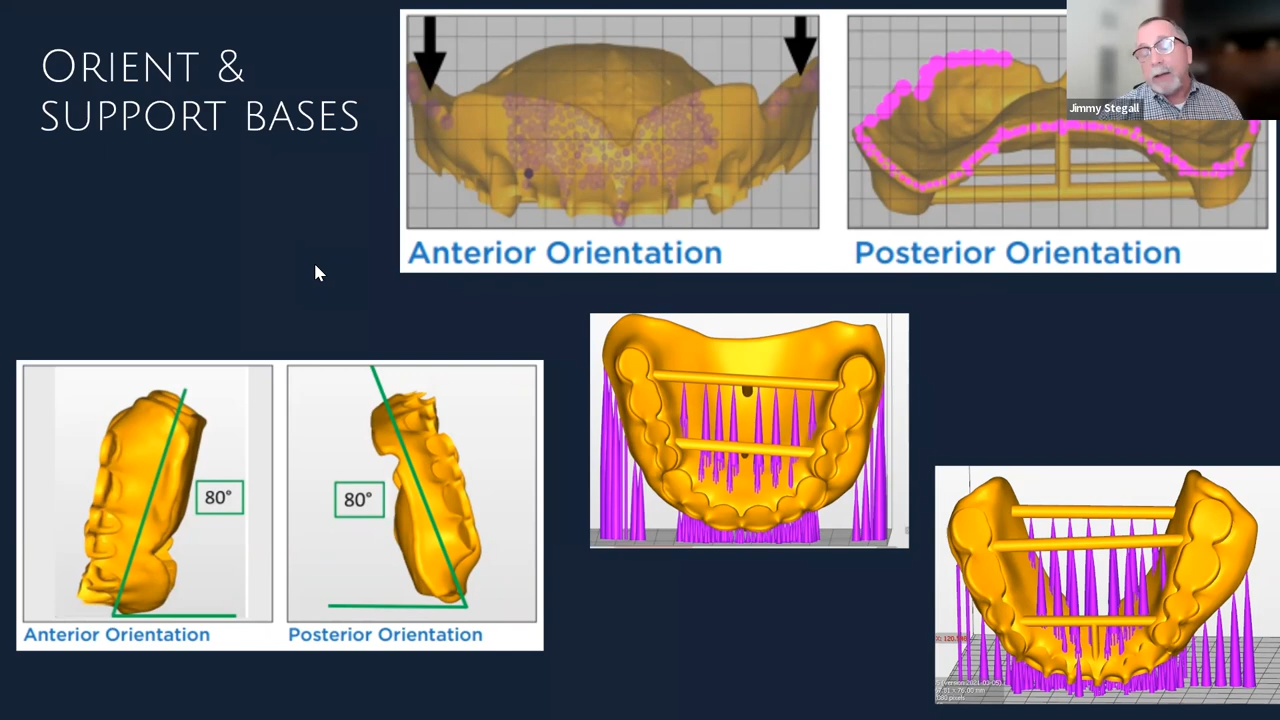 ORIENT &
SUPPORT BASES
Jimmy Stegall
Anterior Orientation
Posterior Orientation
80°
80°
Anterior Orientation
Posterior Orientation